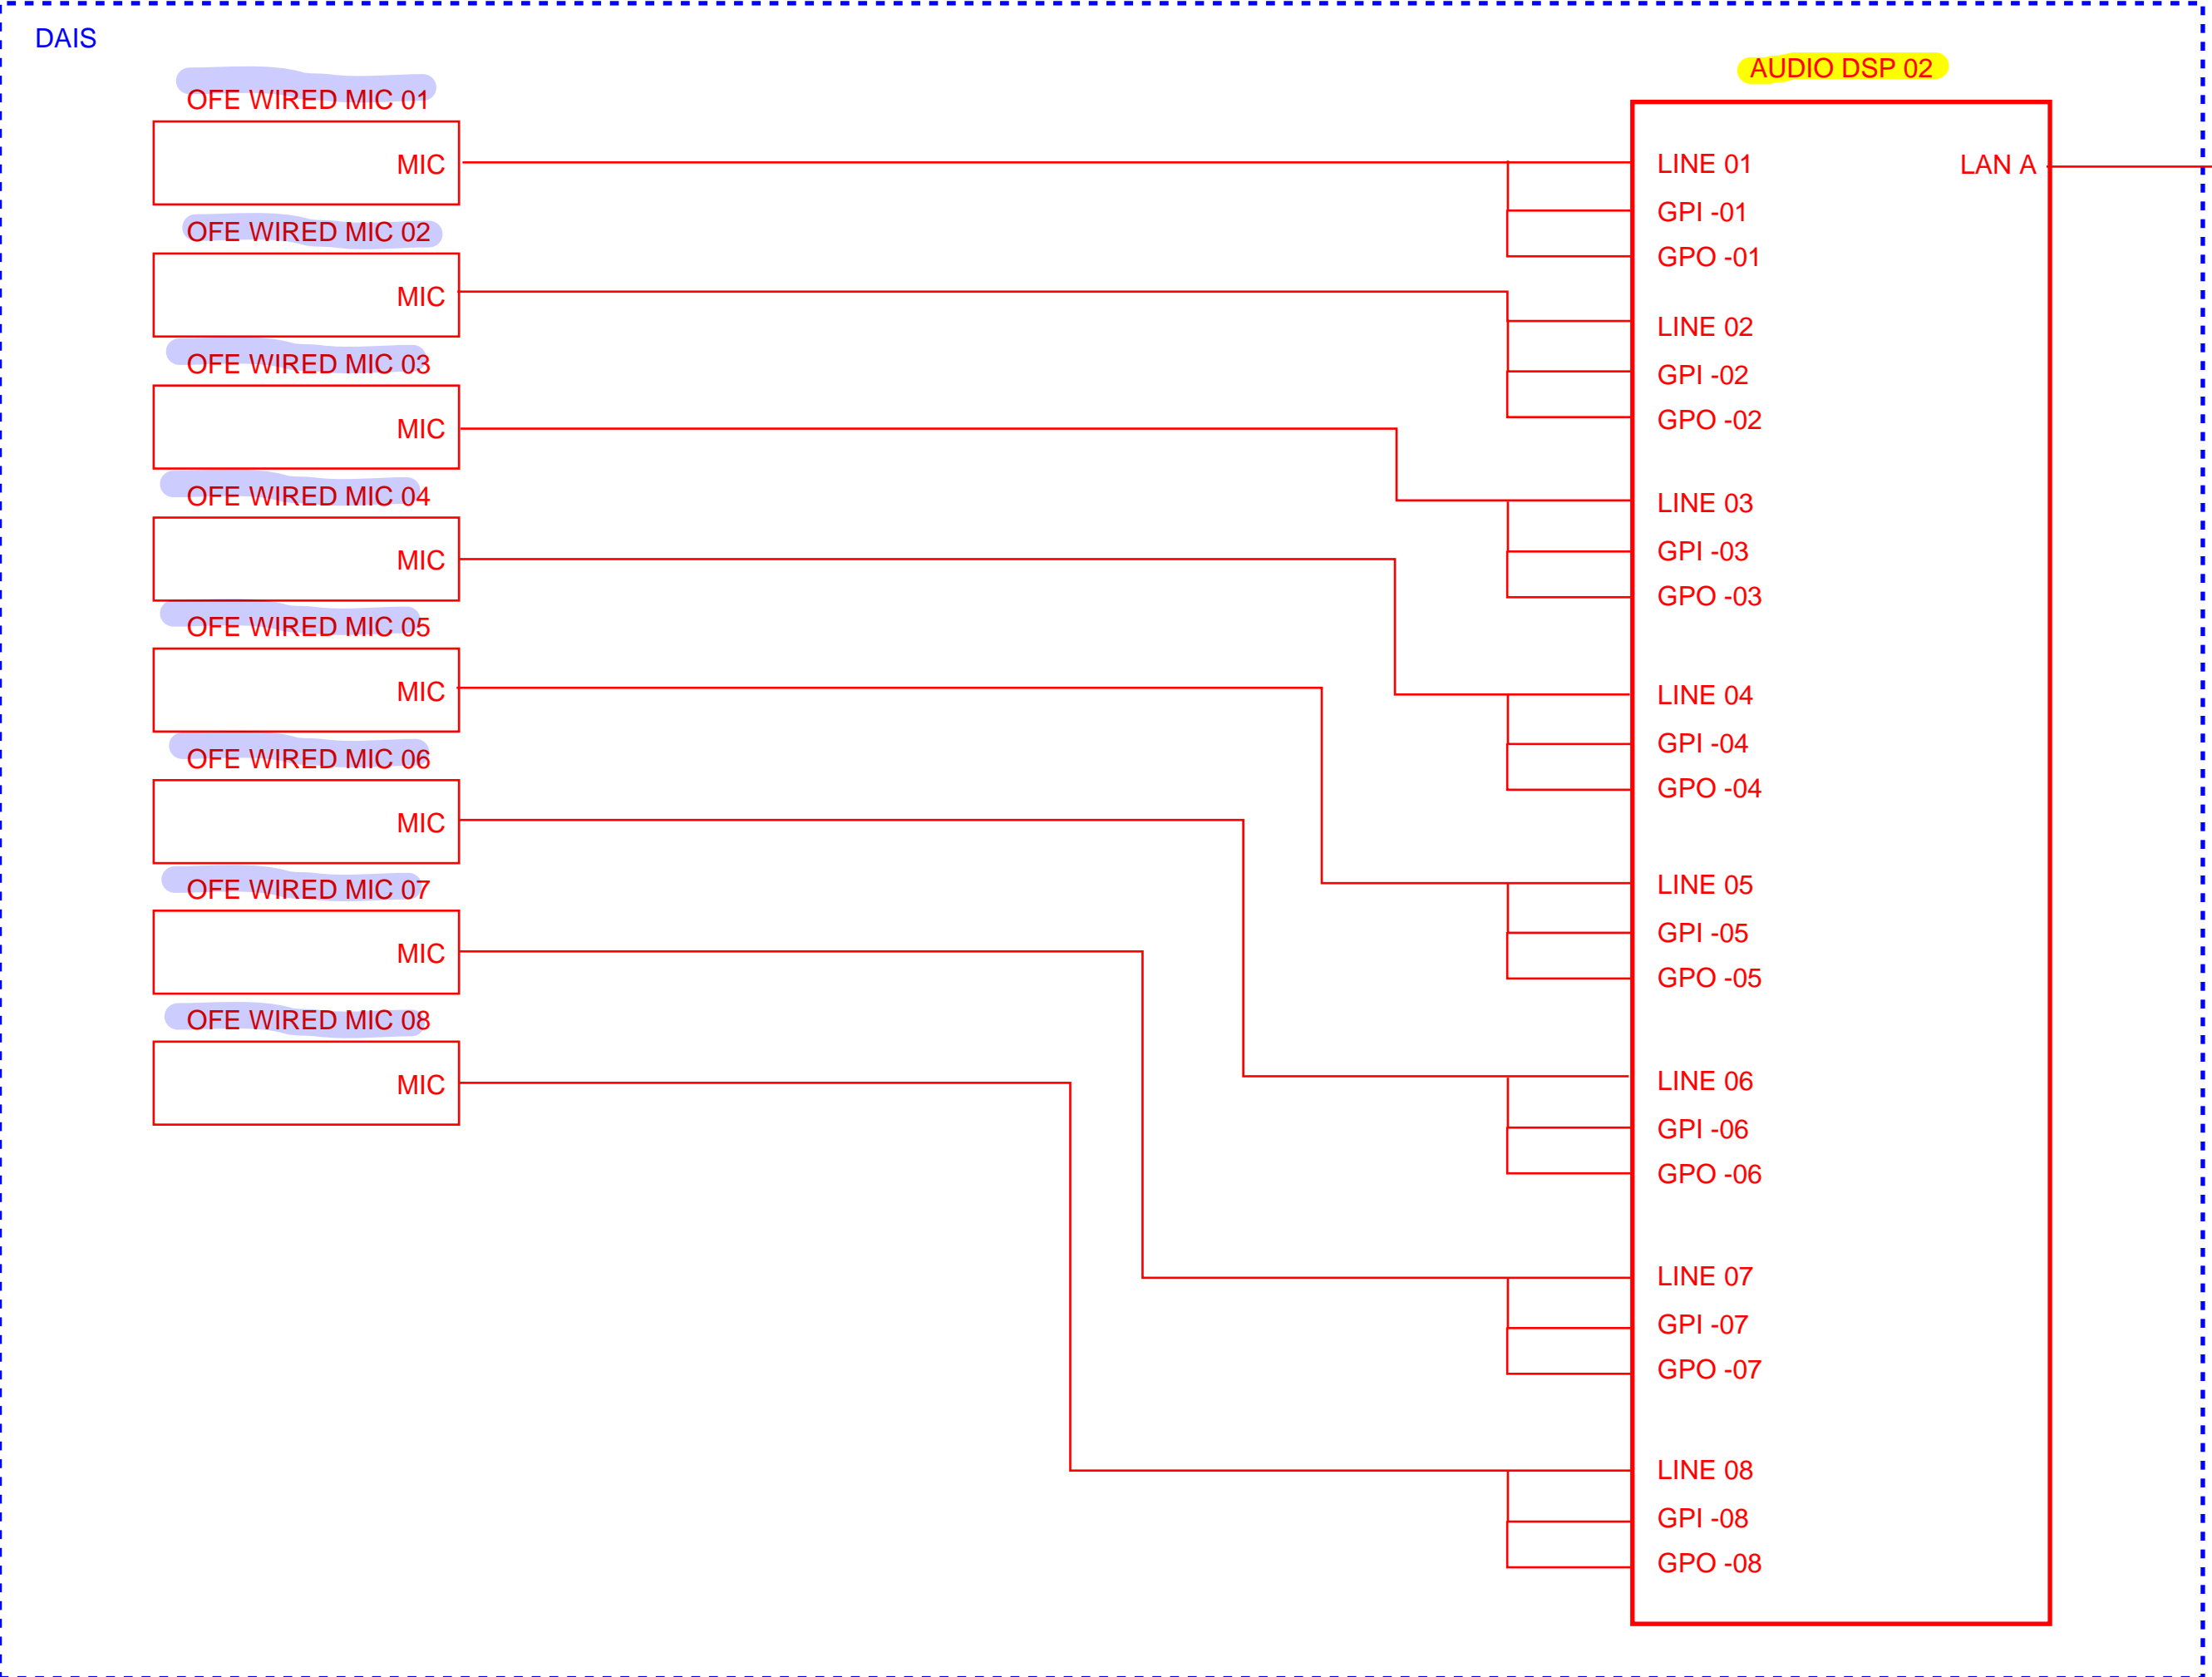 DAIS
AUDIO DSP 02
OFE WIRED MIC 01
MIC
OFE WIRED MIC 02
MIC
OFE WIRED MIC 03
MIC
OFE WIRED MIC 04
MIC
OFE WIRED MIC 05
MIC
OFE WIRED MIC 06
MIC
OFE WIRED MIC 07
MIC
OFE WIRED MIC 08
MIC
LINE 01
LAN A
GPI -01
GPO -01
LINE 02
GPI -02
GPO -02
LINE 03
GPI -03
GPO -03
LINE 04
GPI -04
GPO -04
LINE 05
GPI -05
GPO -05
LINE 06
GPI -06
GPO -06
LINE 07
GPI -07
GPO -07
LINE 08
GPI -08
GPO -08